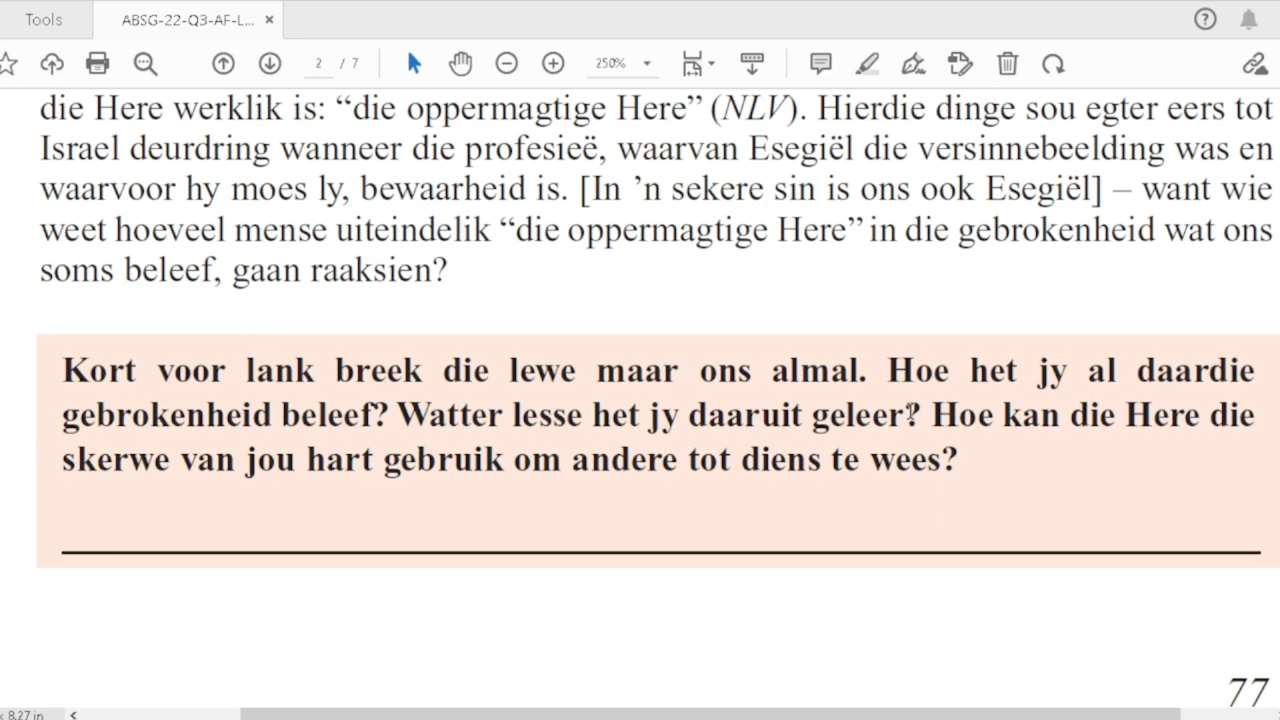 Tools
ABSG-22-Q3-AF-L... ×
2 / 7
250%
die Here werklik is: “die oppermagtige Here” (NLV). Hierdie dinge sou egter eers tot
Israel deurdring wanneer die profesieë, waarvan Esegiël die versinnebeelding was en
waarvoor hy moes ly, bewaarheid is. [In ’n sekere sin is ons ook Esegiël] – want wie
weet hoeveel mense uiteindelik “die oppermagtige Here” in die gebrokenheid wat ons
soms beleef, gaan raaksien?
Kort voor lank breek die lewe maar ons almal. Hoe het jy al daardie
gebrokenheid beleef? Watter lesse het jy daaruit geleer? Hoe kan die Here die
skerwe van jou hart gebruik om andere tot diens te wees?
77
x 8,27 in